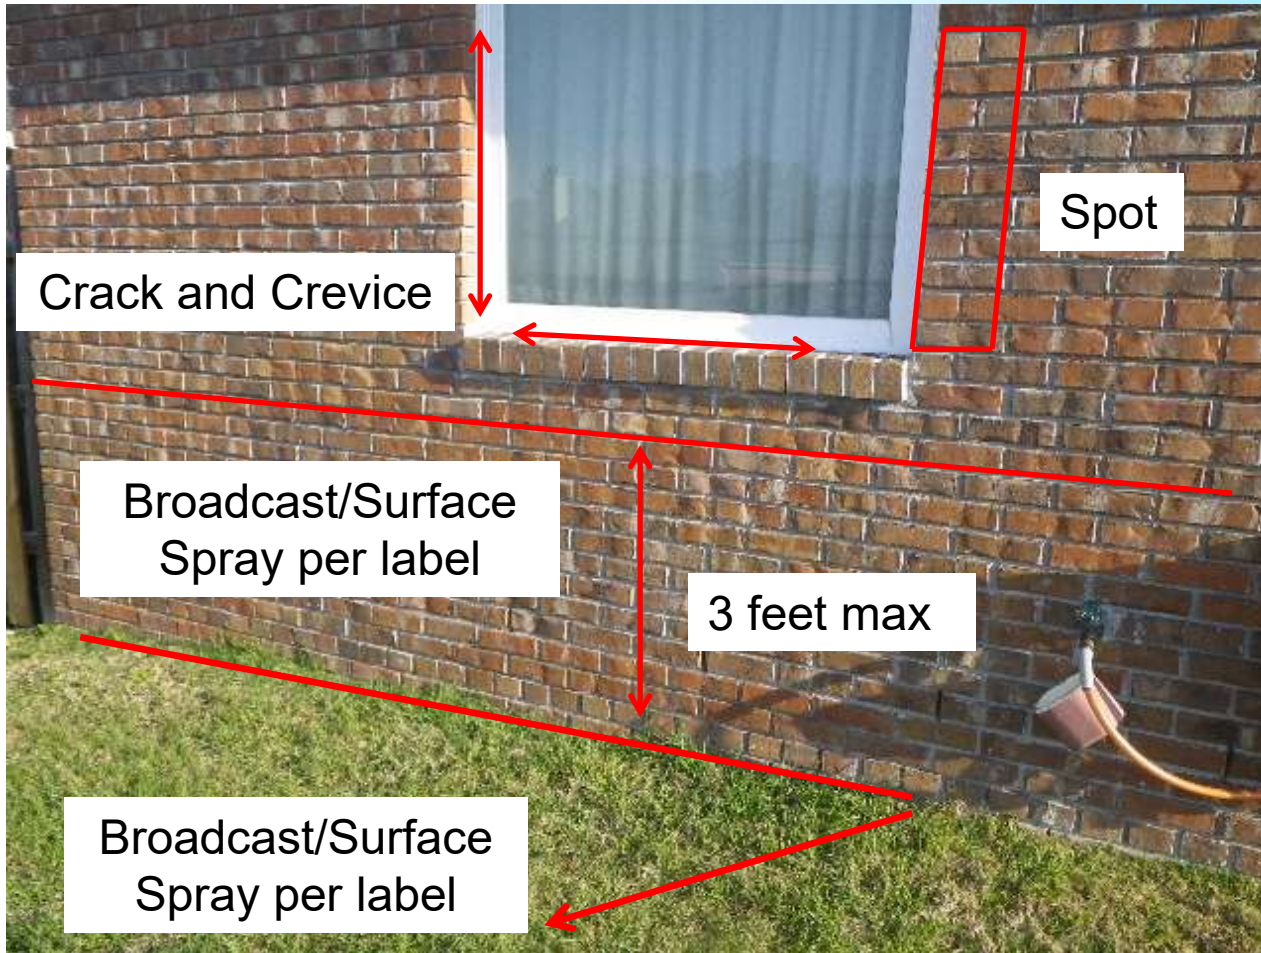 Spot
Crack and Crevice
Broadcast/Surface
Spray per label
3 feet max
Broadcast/Surface
Spray per label